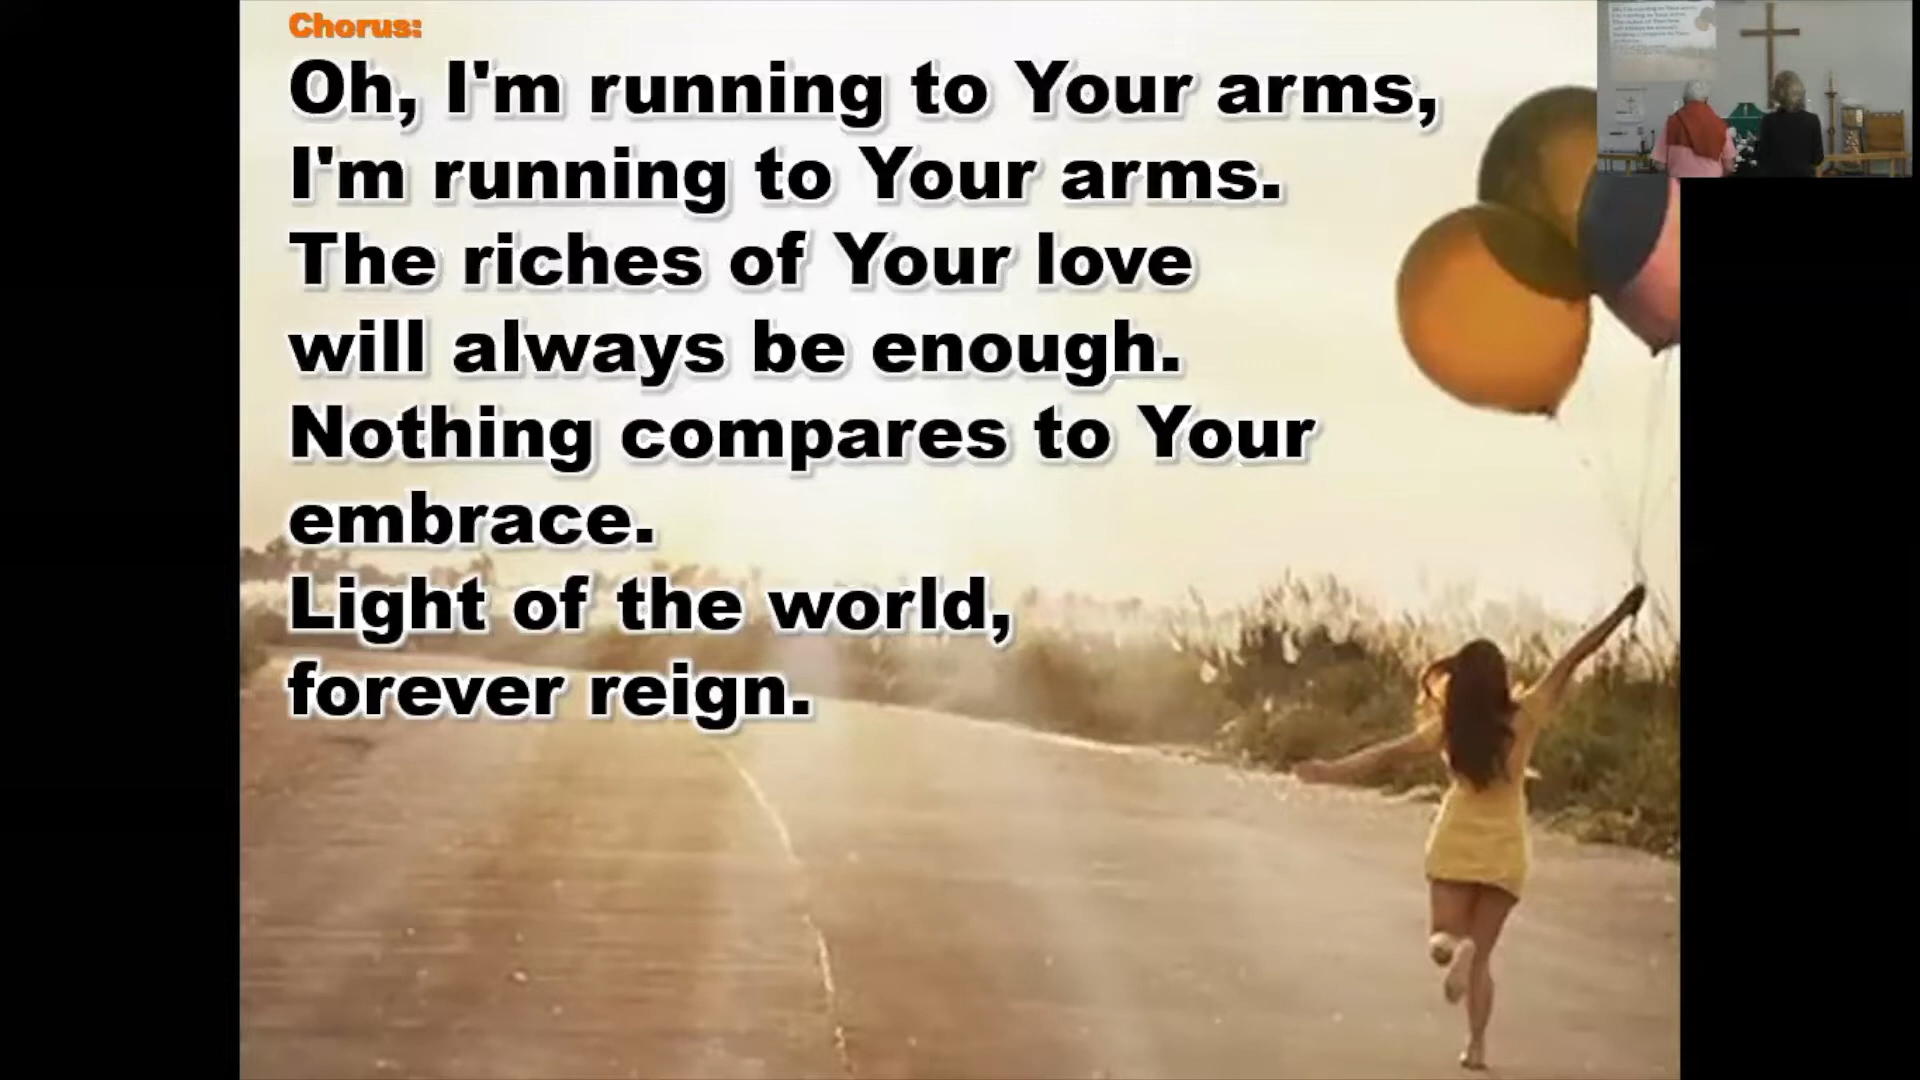 Chorus:
Oh, I'm running to Your arms,
I'm running to Your arms.
The riches of Your love
will always be enough.
Nothing compares to Your
embrace.
Light of the world,
forever reign.